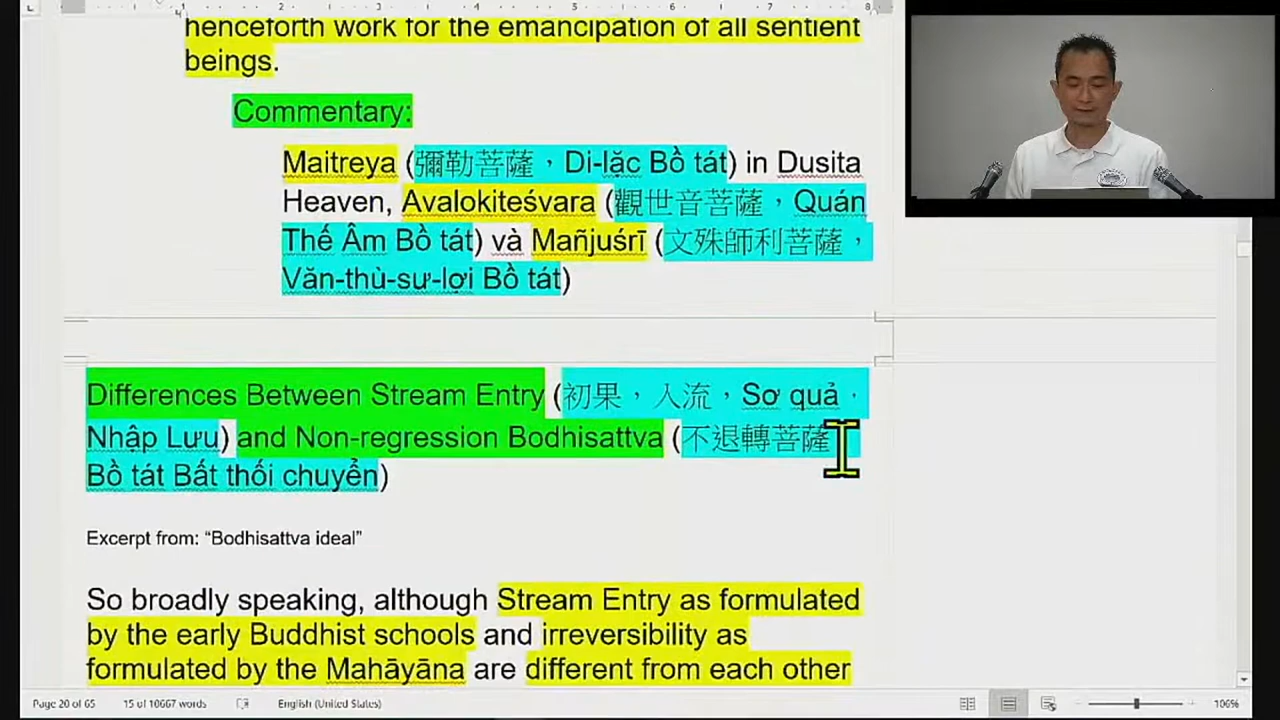 henceforth work for the emancipation of all sentient
beings.
Commentary:
Maitreya (彌勒菩薩，Di-lặc Bồ tát) in Dusita
Heaven, Avalokiteśvara (觀世音菩薩，Quán
Thế Âm Bồ tát) và Mañjuśrī (文殊師利菩薩，
Văn-thù-sư-lợi Bồ tát)
Differences Between Stream Entry (初果，入流，Sơ quả，
Nhập Lưu) and Non-regression Bodhisattva (不退轉菩薩
Bồ tát Bất thối chuyển)
Excerpt from: “Bodhisattva ideal”
So broadly speaking, although Stream Entry as formulated
by the early Buddhist schools and irreversibility as
formulated by the Mahāyāna are different from each other
Page 20 of 65 15 of 10667 words English (United States) 106%